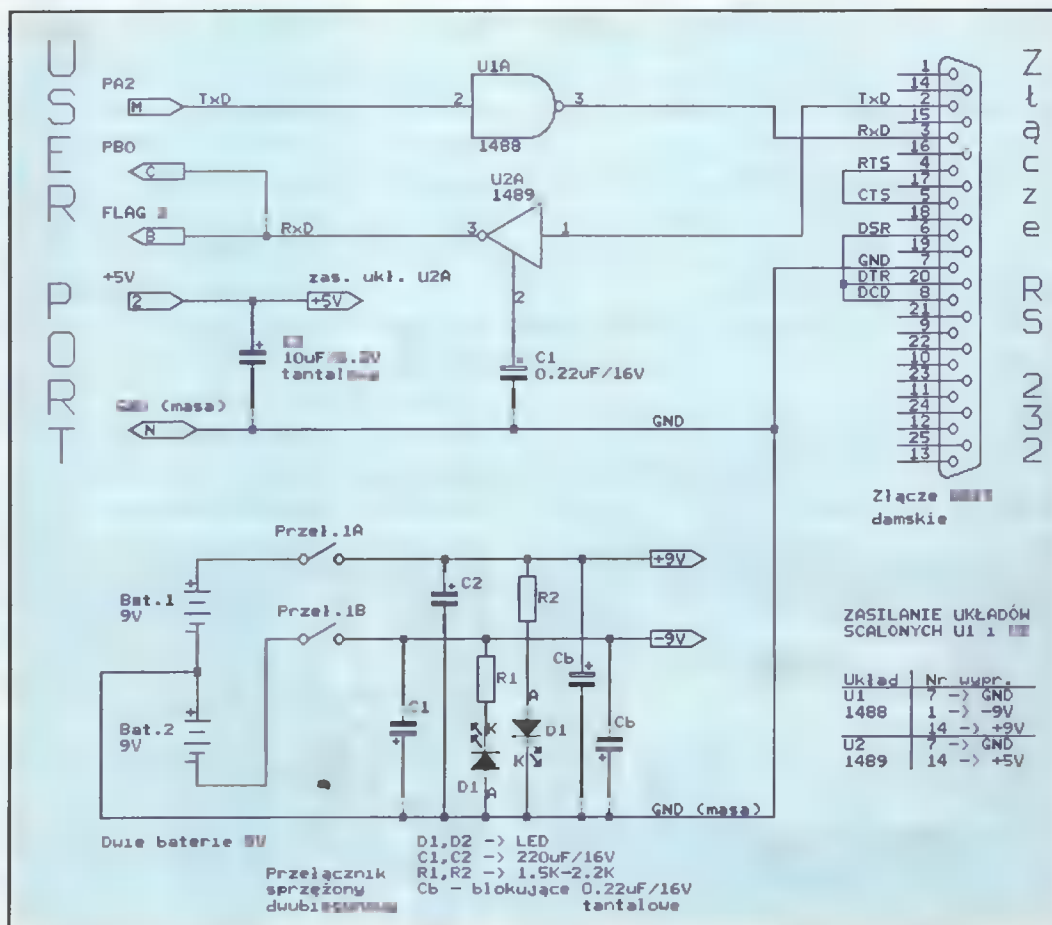 USER PORT
PA2
M
TxD
2
U1A
3
1488
PB0
C
FLAG
B
RxD
3
U2A
1489
1
2
+5V
2
zas. ukł. U2A
+5V
10uF
C1
0.22uF/16V
(masa)
N
GND
Złącze RS 232
1
14
TxD 2
15
RxD 3
16
RTS 4
17
CTS 5
18
DSR 6
19
GND 7
DTR 20
DCD 8
21
9
22
10
23
11
24
12
25
13
Złącze
damskie
Przeł.1A
Bat.1
9V
Przeł.1B
Bat.2
9V
C2
R2
+9V
-9V
C1
R1
K
D1
A
A
D1
K
Cb
Cb
GND (masa)
Dwie baterie
Przełącznik
sprzężony
D1,D2 -> LED
C1,C2 -> 220uF/16V
R1,R2 -> 1.5K-2.2K
Cb - blokujące 0.22uF/16V
tantalowe
ZASILANIE UKŁADÓW
SCALONYCH U1 i
Układ Nr wypr.
U1 7 -> GND
1488 1 -> -9V
14 -> +9V
U2 7 -> GND
1489 14 -> +5V